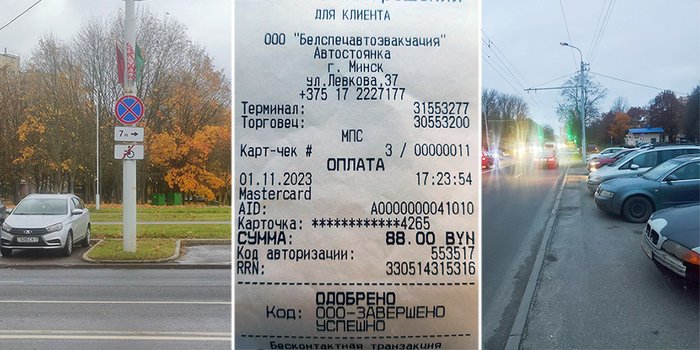 7м →
ДЛЯ КЛИЕНТА
ООО "Белспецавтоэвакуация"
Автостоянка
г. Минск
ул.Левкова,37
+375 17 2227177
Терминал: 31553277
Торговец: 30553200
МПС
Карт-чек # 3 / 00000011
ОПЛАТА
01.11.2023 17:23:54
Mastercard
AID: A0000000041010
Карточка: ************4265
СУММА: 88.00 BYN
Код авторизации: 553517
RRN: 330514315316
ОДОБРЕНО
Код: 000-ЗАВЕРШЕНО
УСПЕШНО
Бесконтактная транзакция